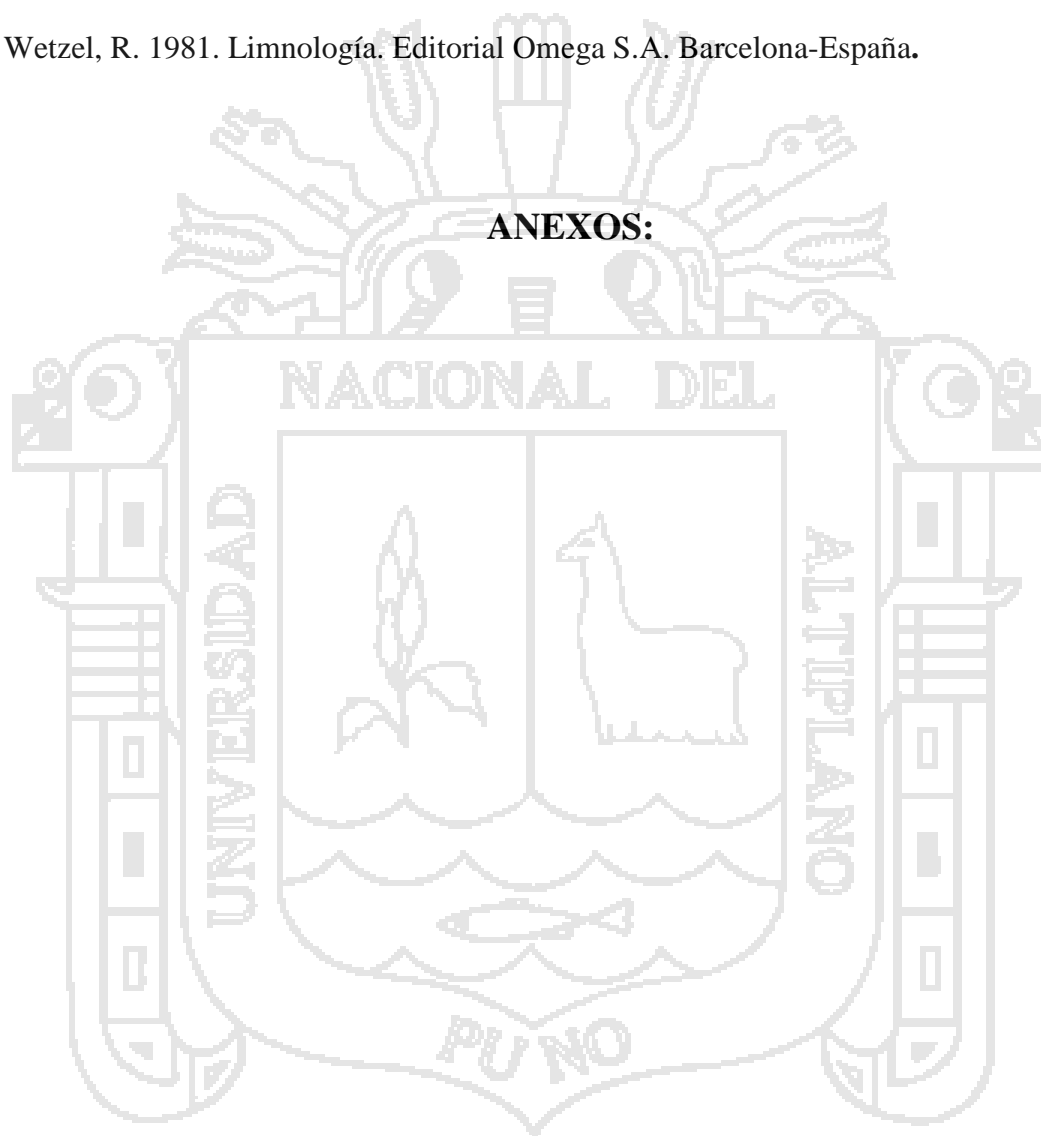 Wetzel, R. 1981. Limnología. Editorial Omega S.A. Barcelona-España.
ANEXOS:
NACIONAL DEL
UNIVERSIDAD
ALTIPLANO
PUNO